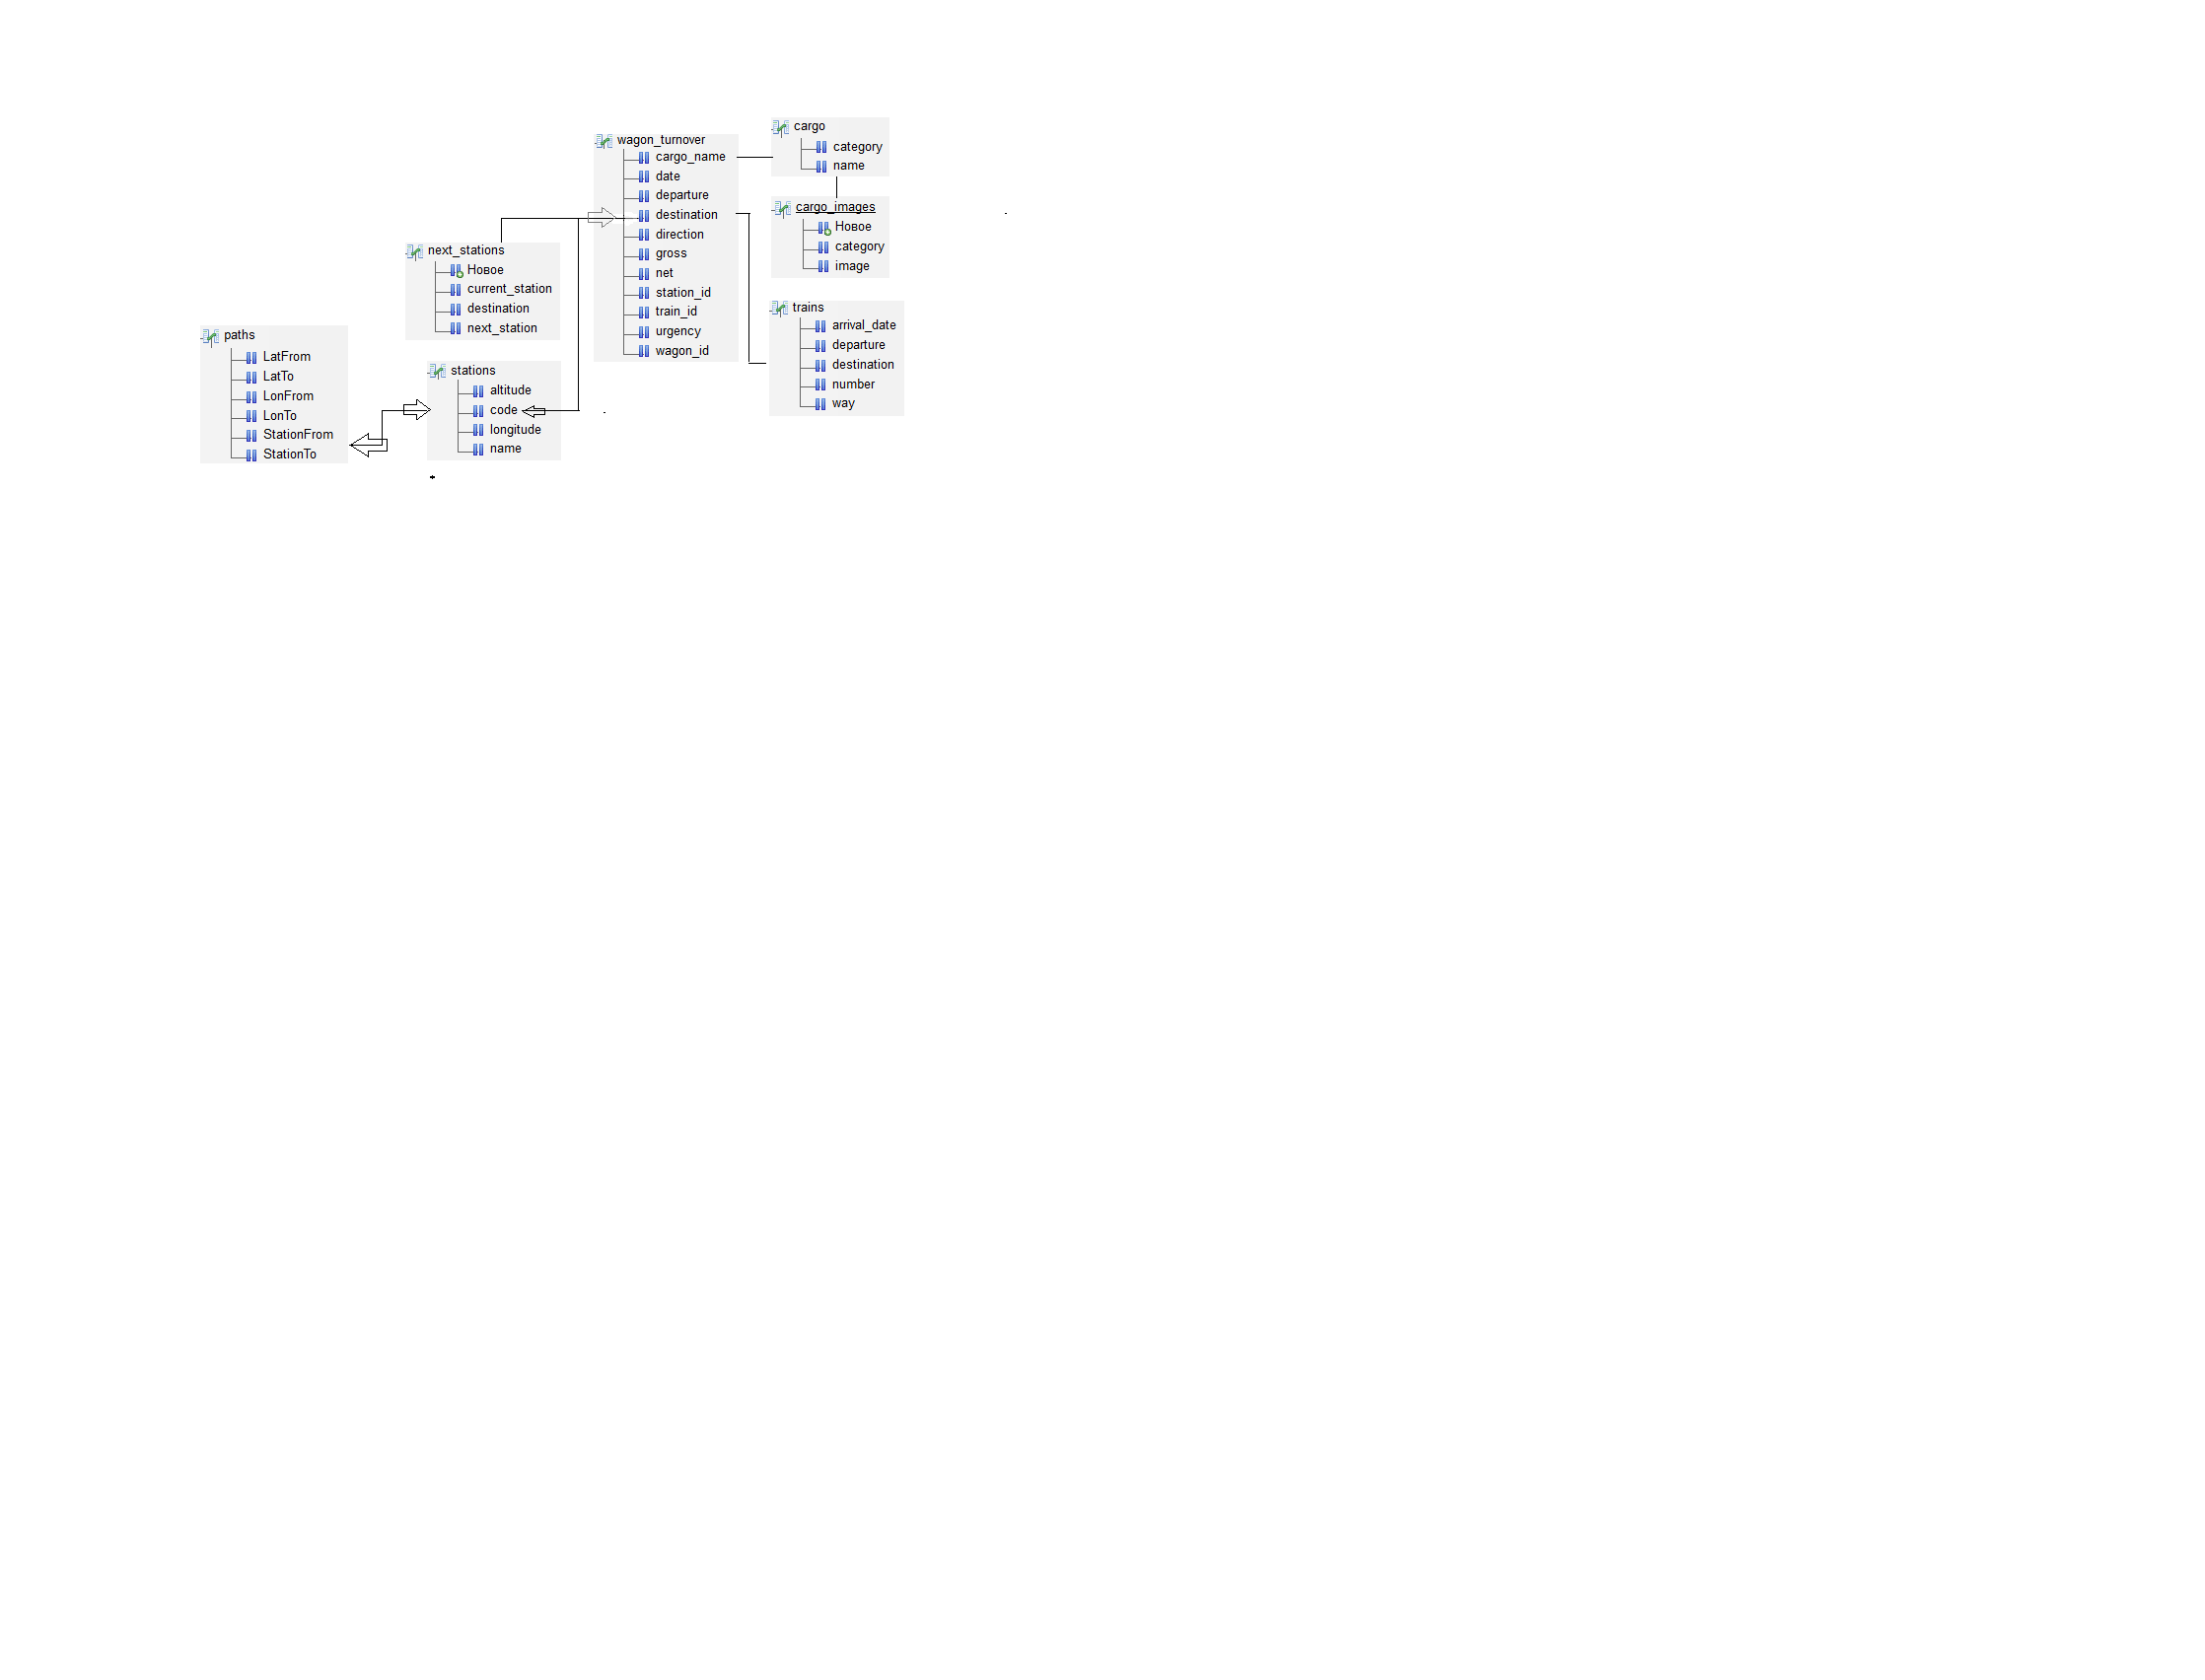 paths
LatFrom
LatTo
LonFrom
LonTo
StationFrom
StationTo
next_stations
Новое
current_station
destination
next_station
stations
altitude
code
longitude
name
wagon_turnover
cargo_name
date
departure
destination
direction
gross
net
station_id
train_id
urgency
wagon_id
cargo
category
name
cargo_images
Новое
category
image
trains
arrival_date
departure
destination
number
way